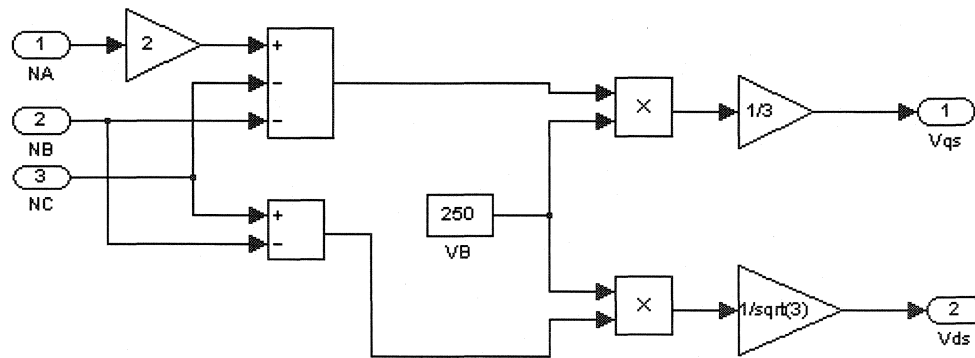 1
NA
2
+
−
−
2
NB
3
NC
+
−
250
VB
×
1/3
1
Vqs
×
1/sqrt(3)
2
Vds